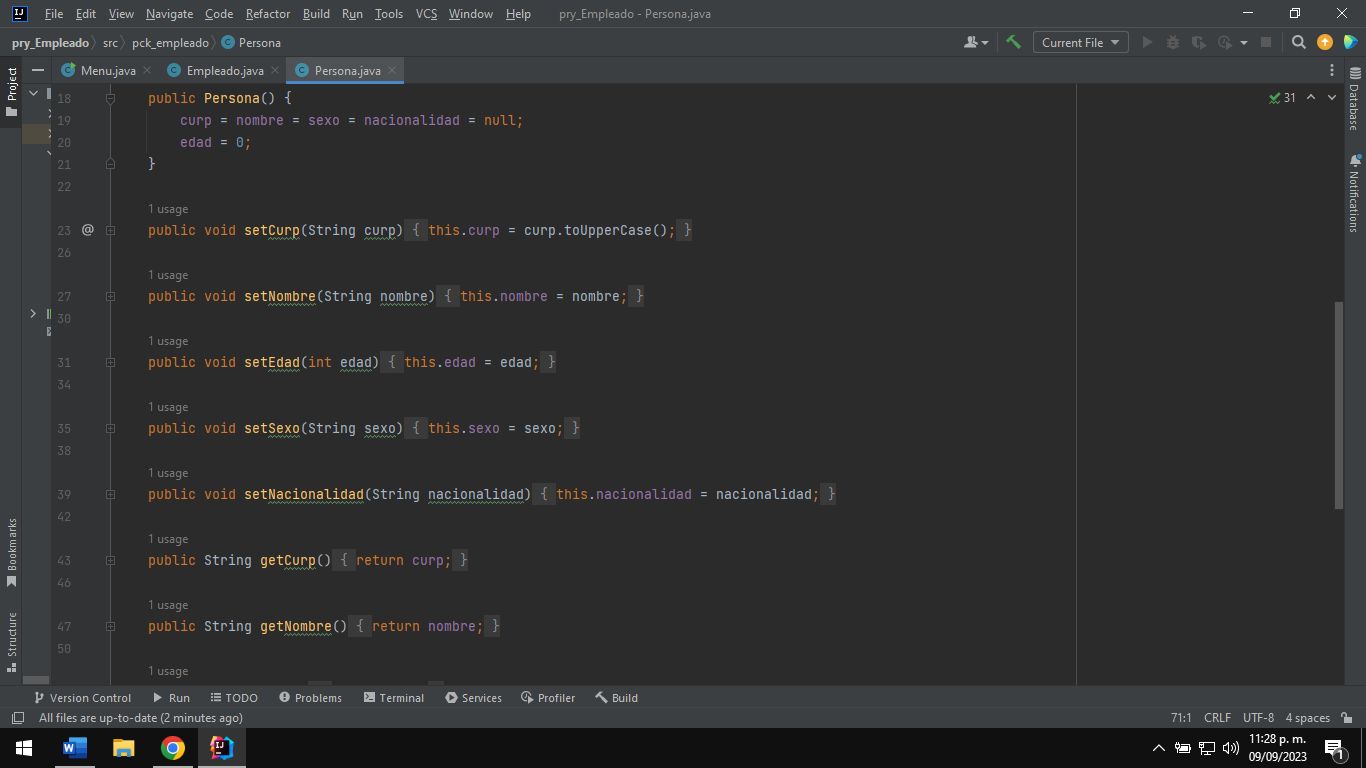 File Edit View Navigate Code Refactor Build Run Tools VCS Window Help pry_Empleado - Persona.java
pry_Empleado src pck_empleado Persona Current File
Project
Menu.java Empleado.java Persona.java
31
18 public Persona() {
19 curp = nombre = sexo = nacionalidad = null;
20 edad = 0;
21 }
22
1 usage
23 @ public void setCurp(String curp) { this.curp = curp.toUpperCase(); }
26
1 usage
27 public void setNombre(String nombre) { this.nombre = nombre; }
30
1 usage
31 public void setEdad(int edad) { this.edad = edad; }
34
1 usage
35 public void setSexo(String sexo) { this.sexo = sexo; }
38
1 usage
39 public void setNacionalidad(String nacionalidad) { this.nacionalidad = nacionalidad; }
42
1 usage
43 public String getCurp() { return curp; }
46
1 usage
47 public String getNombre() { return nombre; }
50
1 usage
Database
Notifications
Bookmarks
Structure
Version Control Run TODO Problems Terminal Services Profiler Build
All files are up-to-date (2 minutes ago) 71:1 CRLF UTF-8 4 spaces
11:28 p. m.
09/09/2023
1